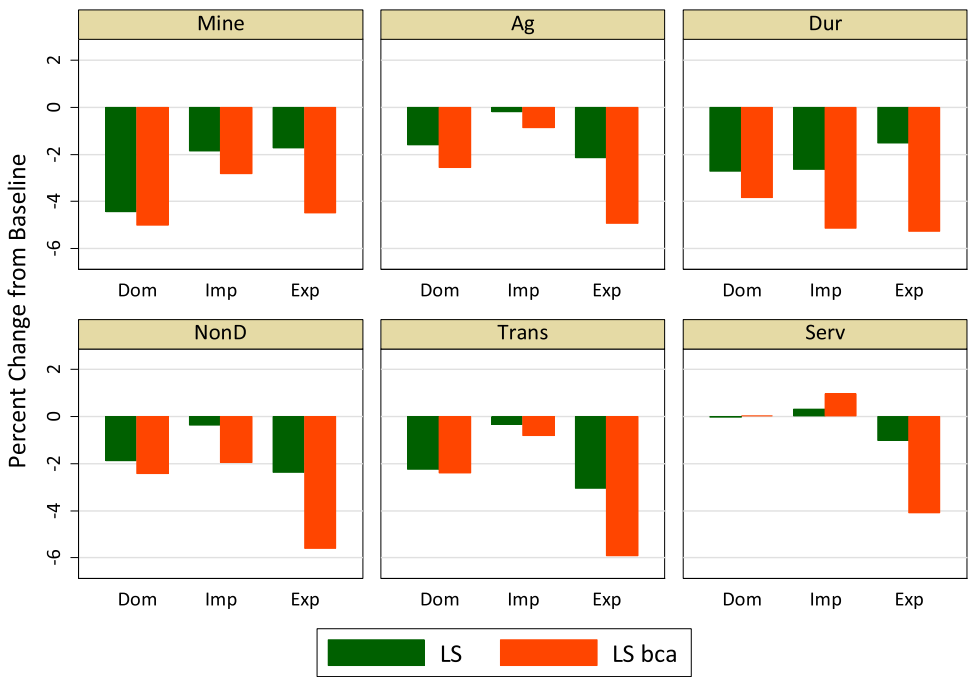 Mine Ag Dur
Percent Change from Baseline
2
0
-2
-4
-6
Dom Imp Exp Dom Imp Exp Dom Imp Exp
NonD Trans Serv
2
0
-2
-4
-6
Dom Imp Exp Dom Imp Exp Dom Imp Exp
LS LS bca